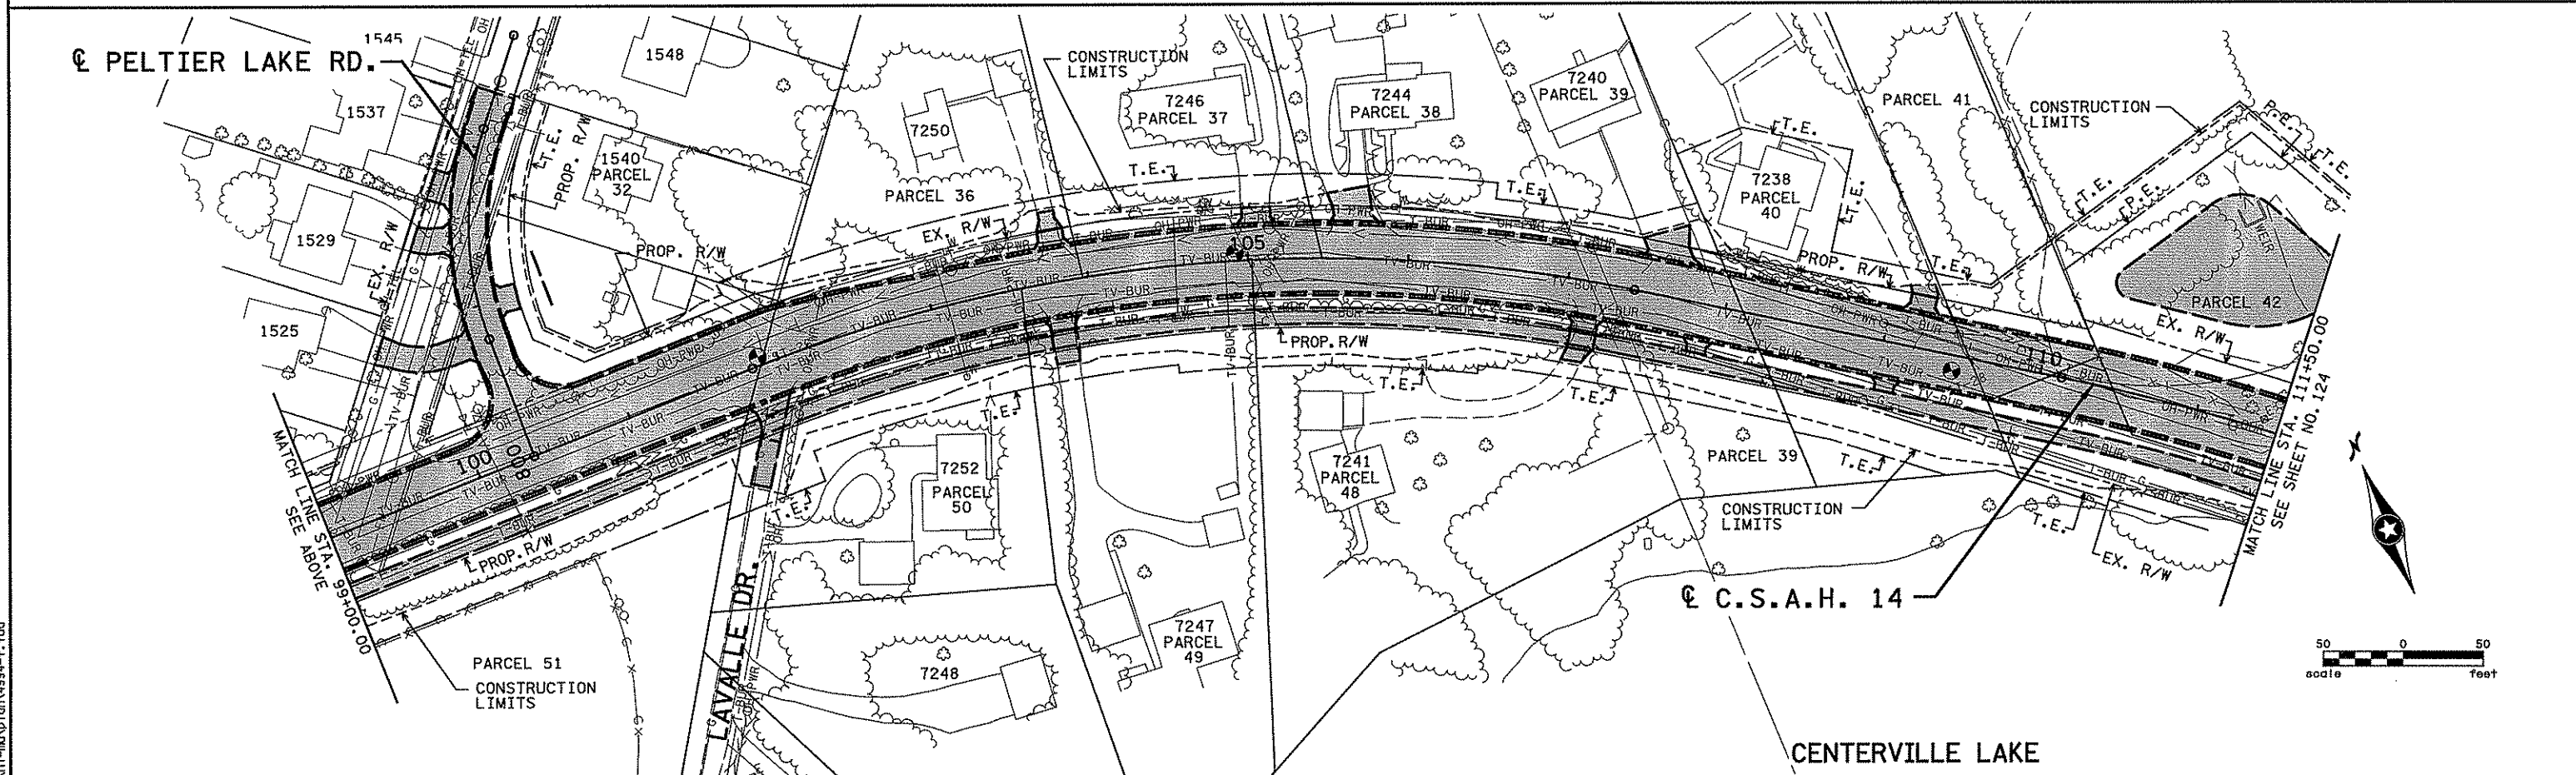 ℄ PELTIER LAKE RD.
1545
1548
1537
1529
1525
EX. R/W
T.E.
PROP. R/W
1540
PARCEL
32
PROP. R/W
7250
PARCEL 36
EX. R/W
CONSTRUCTION
LIMITS
T.E.
7246
PARCEL 37
7244
PARCEL 38
T.E.
7240
PARCEL 39
T.E.
7238
PARCEL
40
T.E.
PARCEL 41
PROP. R/W
T.E.
CONSTRUCTION
LIMITS
P.E.
T.E.
T.E.
P.E.
WEIR
PARCEL 42
EX. R/W
100
105
110
TV-BUR
OH-PWR
T-BUR
MATCH LINE STA. 99+00.00
SEE ABOVE
MATCH LINE STA. 11+50.00
SEE SHEET NO. 124
PROP. R/W
CONSTRUCTION
LIMITS
PARCEL 51
LAVALLE DR.
T.E.
7252
PARCEL
50
T.E.
7248
7247
PARCEL
49
PROP. R/W
T.E.
7241
PARCEL
48
T.E.
PARCEL 39
T.E.
CONSTRUCTION
LIMITS
T.E.
EX. R/W
℄ C.S.A.H. 14
CENTERVILLE LAKE
50 0 50
scale feet